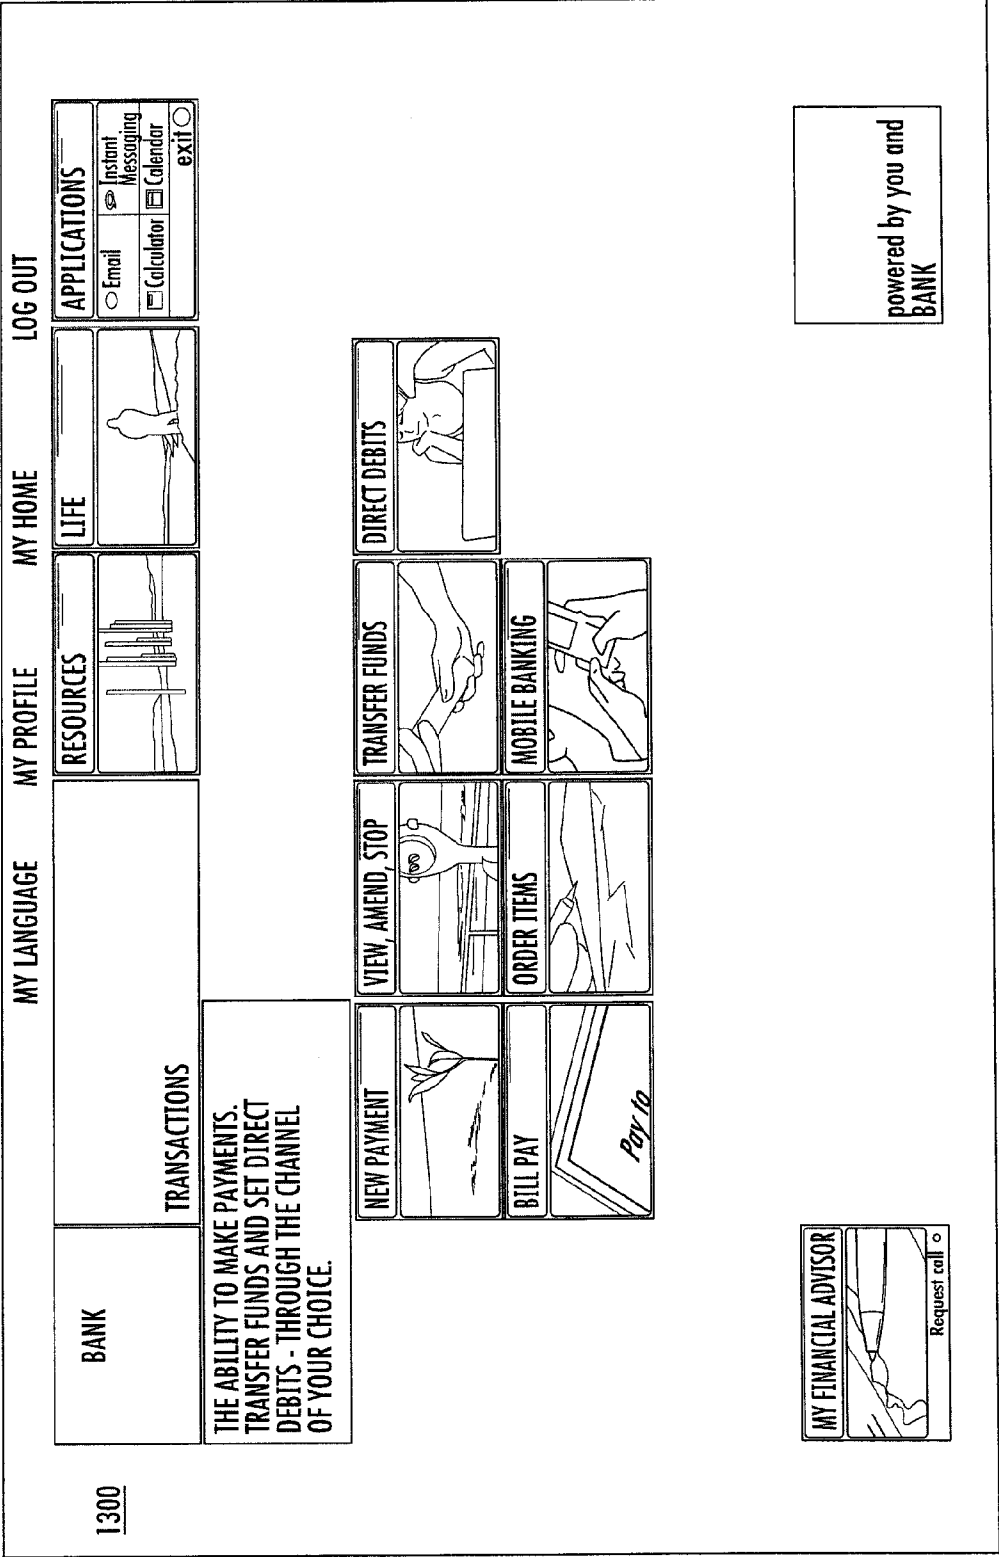 1300
MY LANGUAGE
MY PROFILE
MY HOME
LOG OUT
BANK
TRANSACTIONS
RESOURCES
LIFE
APPLICATIONS
Email
Instant
Messaging
Calculator
Calendar
exit
THE ABILITY TO MAKE PAYMENTS.
TRANSFER FUNDS AND SET DIRECT
DEBITS - THROUGH THE CHANNEL
OF YOUR CHOICE.
NEW PAYMENT
VIEW, AMEND, STOP
TRANSFER FUNDS
DIRECT DEBITS
BILL PAY
Pay to
ORDER ITEMS
MOBILE BANKING
MY FINANCIAL ADVISOR
Request call
powered by you and
BANK